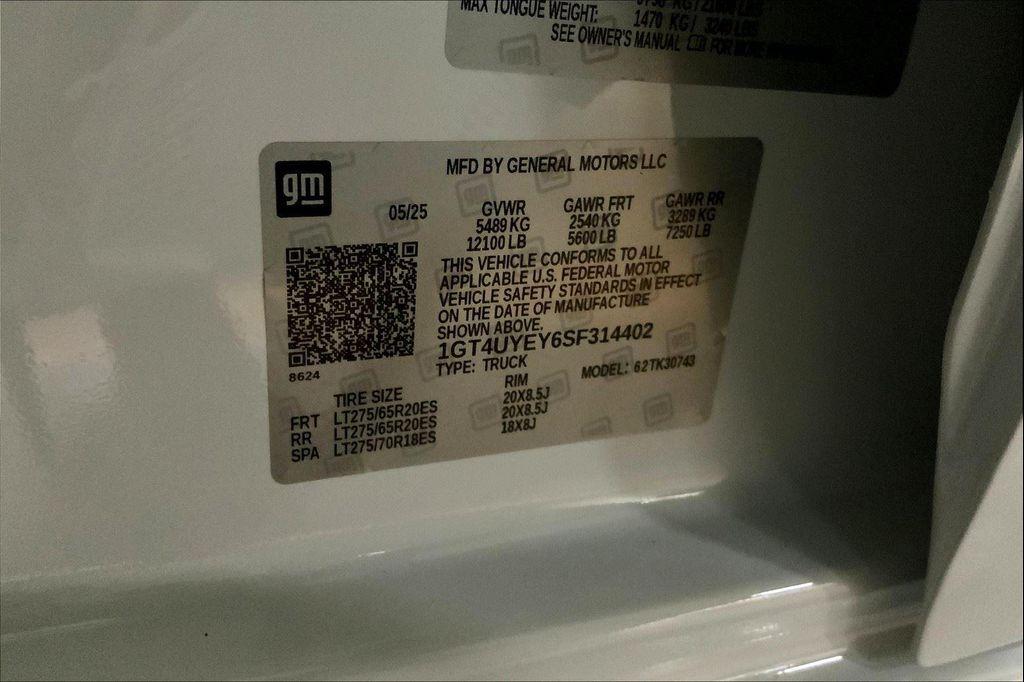 MAX TONGUE WEIGHT: 1470 KG/ 3240 LBS
SEE OWNER'S MANUAL FOR MORE
gm
MFD BY GENERAL MOTORS LLC
05/25 GVWR GAWR FRT GAWR RR
5489 KG 2540 KG 3289 KG
12100 LB 5600 LB 7250 LB
THIS VEHICLE CONFORMS TO ALL
APPLICABLE U.S. FEDERAL MOTOR
VEHICLE SAFETY STANDARDS IN EFFECT
ON THE DATE OF MANUFACTURE
SHOWN ABOVE.
1GT4UYEY6SF314402
8624
TYPE: TRUCK MODEL: 62TK30743
TIRE SIZE RIM
FRT LT275/65R20ES 20X8.5J
RR LT275/65R20ES 20X8.5J
SPA LT275/70R18ES 18X8J